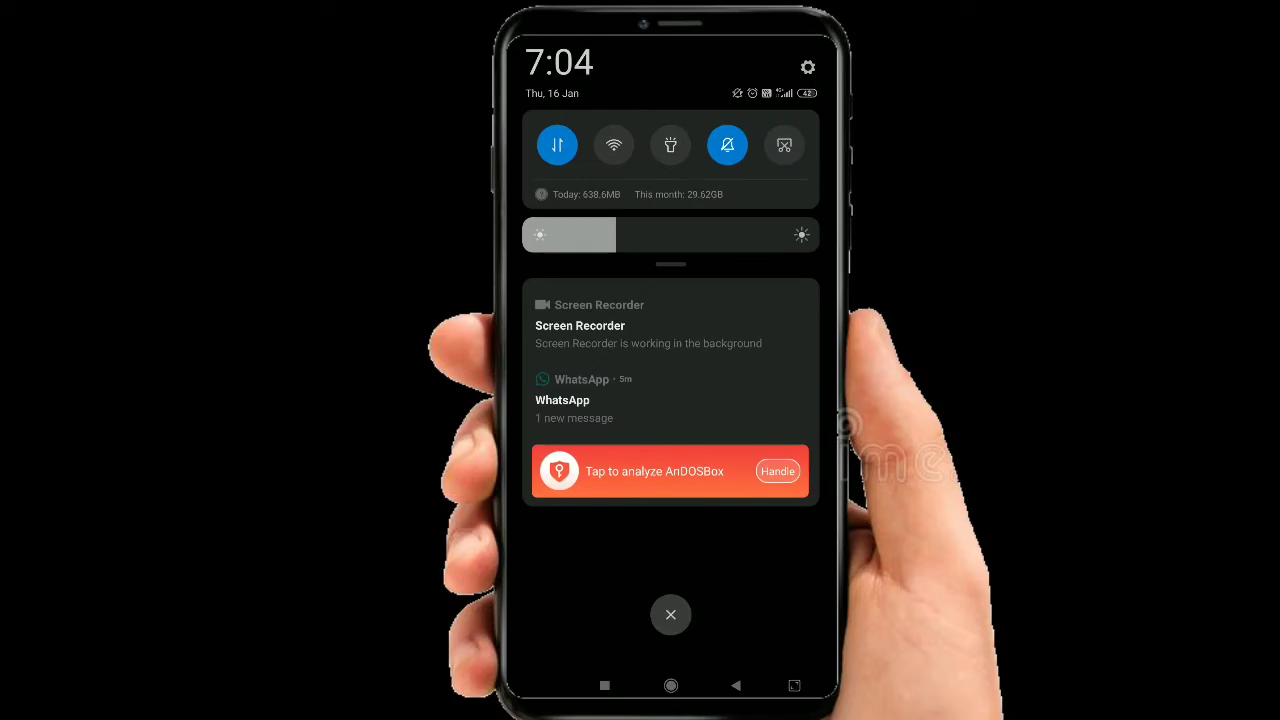 7:04
Thu, 16 Jan
42
Today: 638.6MB This month: 29.62GB
Screen Recorder
Screen Recorder
Screen Recorder is working in the background
WhatsApp · 5m
WhatsApp
1 new message
Tap to analyze AnDOSBox
Handle